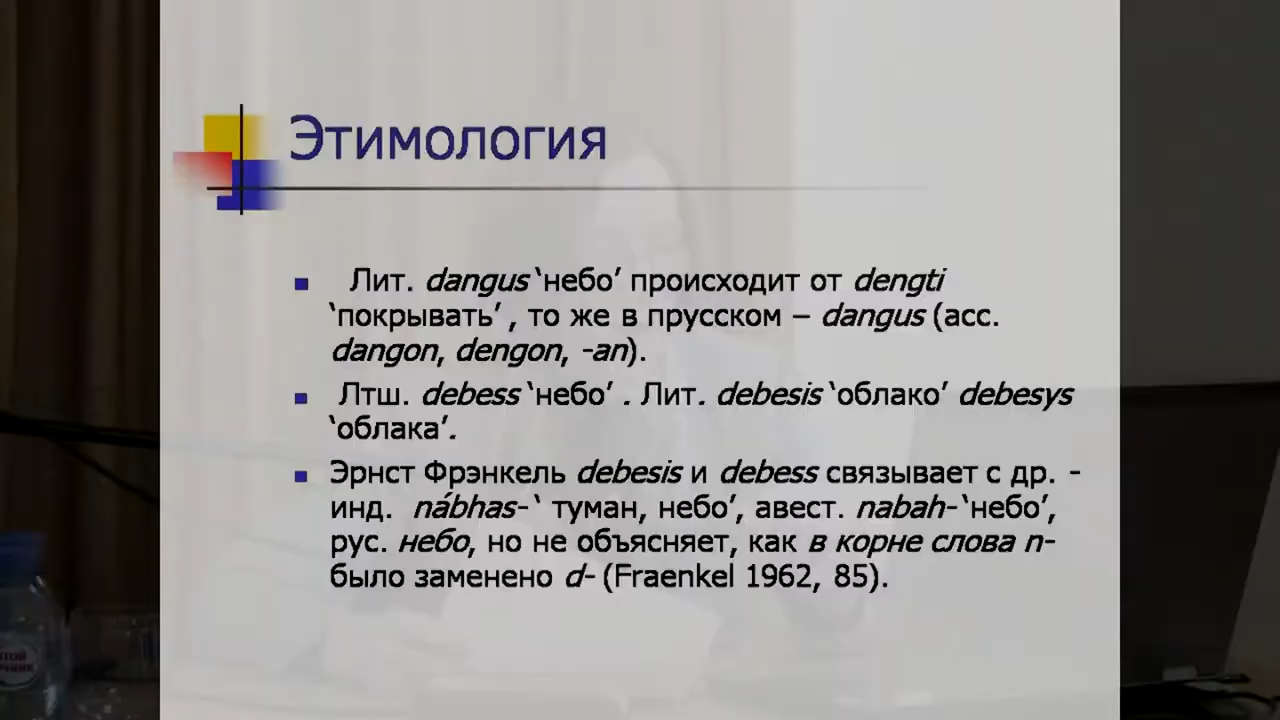 Этимология
Лит. dangus ‘небо’ происходит от dengti
‘покрывать’ , то же в прусском – dangus (асс.
dangon, dengon, -an).
Лтш. debess ‘небо’ . Лит. debesis ‘облако’ debesys
‘облака’.
Эрнст Фрэнкель debesis и debess связывает с др. -
инд. nábhas- ‘ туман, небо’, авест. nabah- ‘небо’,
рус. небо, но не объясняет, как в корне слова n-
было заменено d- (Fraenkel 1962, 85).